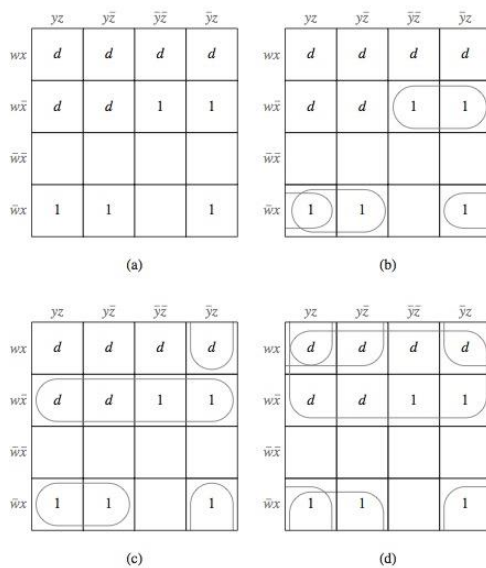 yz yz̄ ȳz̄ ȳz
wx d d d d
wx̄ d d 1 1
w̄x̄
w̄x 1 1 1
(a)
yz yz̄ ȳz̄ ȳz
wx d d d d
wx̄ d d 1 1
w̄x̄
w̄x 1 1 1
(b)
yz yz̄ ȳz̄ ȳz
wx d d d d
wx̄ d d 1 1
w̄x̄
w̄x 1 1 1
(c)
yz yz̄ ȳz̄ ȳz
wx d d d d
wx̄ d d 1 1
w̄x̄
w̄x 1 1 1
(d)